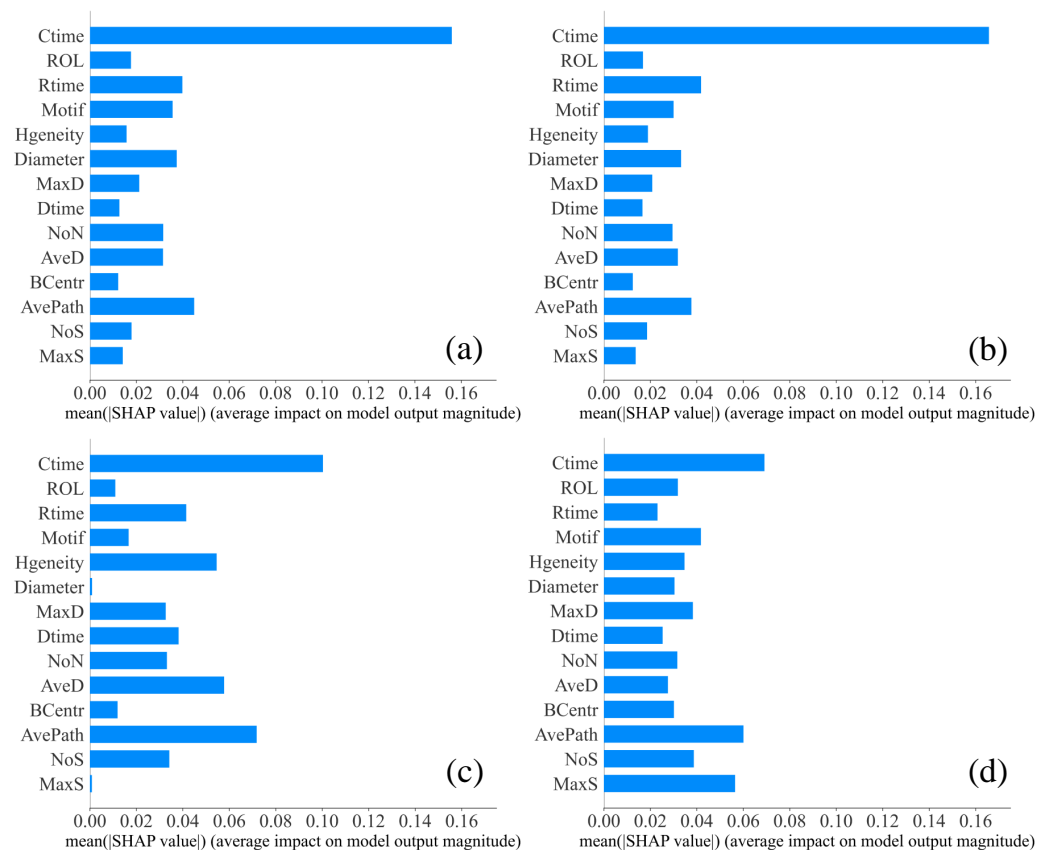 Ctime
ROL
Rtime
Motif
Hgeneity
Diameter
MaxD
Dtime
NoN
AveD
BCentr
AvePath
NoS
MaxS
(a)
0.00 0.02 0.04 0.06 0.08 0.10 0.12 0.14 0.16
mean(|SHAP value|) (average impact on model output magnitude)
Ctime
ROL
Rtime
Motif
Hgeneity
Diameter
MaxD
Dtime
NoN
AveD
BCentr
AvePath
NoS
MaxS
(b)
0.00 0.02 0.04 0.06 0.08 0.10 0.12 0.14 0.16
mean(|SHAP value|) (average impact on model output magnitude)
Ctime
ROL
Rtime
Motif
Hgeneity
Diameter
MaxD
Dtime
NoN
AveD
BCentr
AvePath
NoS
MaxS
(c)
0.00 0.02 0.04 0.06 0.08 0.10 0.12 0.14 0.16
mean(|SHAP value|) (average impact on model output magnitude)
Ctime
ROL
Rtime
Motif
Hgeneity
Diameter
MaxD
Dtime
NoN
AveD
BCentr
AvePath
NoS
MaxS
(d)
0.00 0.02 0.04 0.06 0.08 0.10 0.12 0.14 0.16
mean(|SHAP value|) (average impact on model output magnitude)